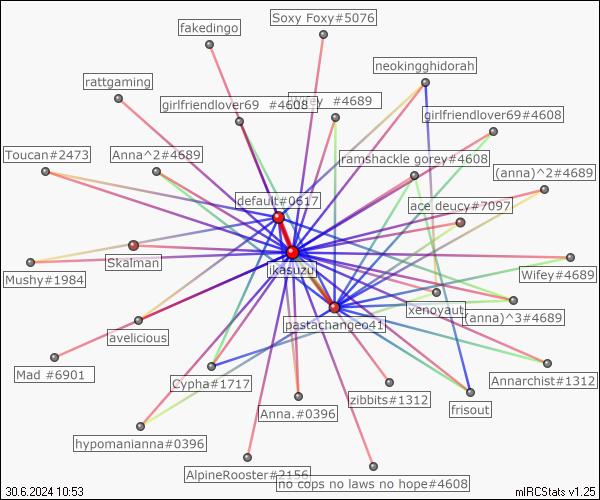 Soxy Foxy#5076
fakedingo
neokingghidorah
rattgaming
girlfriendlover69 #4608
#4689
girlfriendlover69#4608
Toucan#2473
Anna^2#4689
ramshackle gorey#4608
(anna)^2#4689
default#0617
ace deucy#7097
Skalman
ikasuzu
Wifey#4689
Mushy#1984
xenoyaut
(anna)^3#4689
pastachangeo41
avelicious
Mad #6901
Cypha#1717
Annarchist#1312
zibbits#1312
frisout
Anna.#0396
hypomanianna#0396
AlpineRooster#2156
no cops no laws no hope#4608
30.6.2024 10:53
mIRCStats v1.25